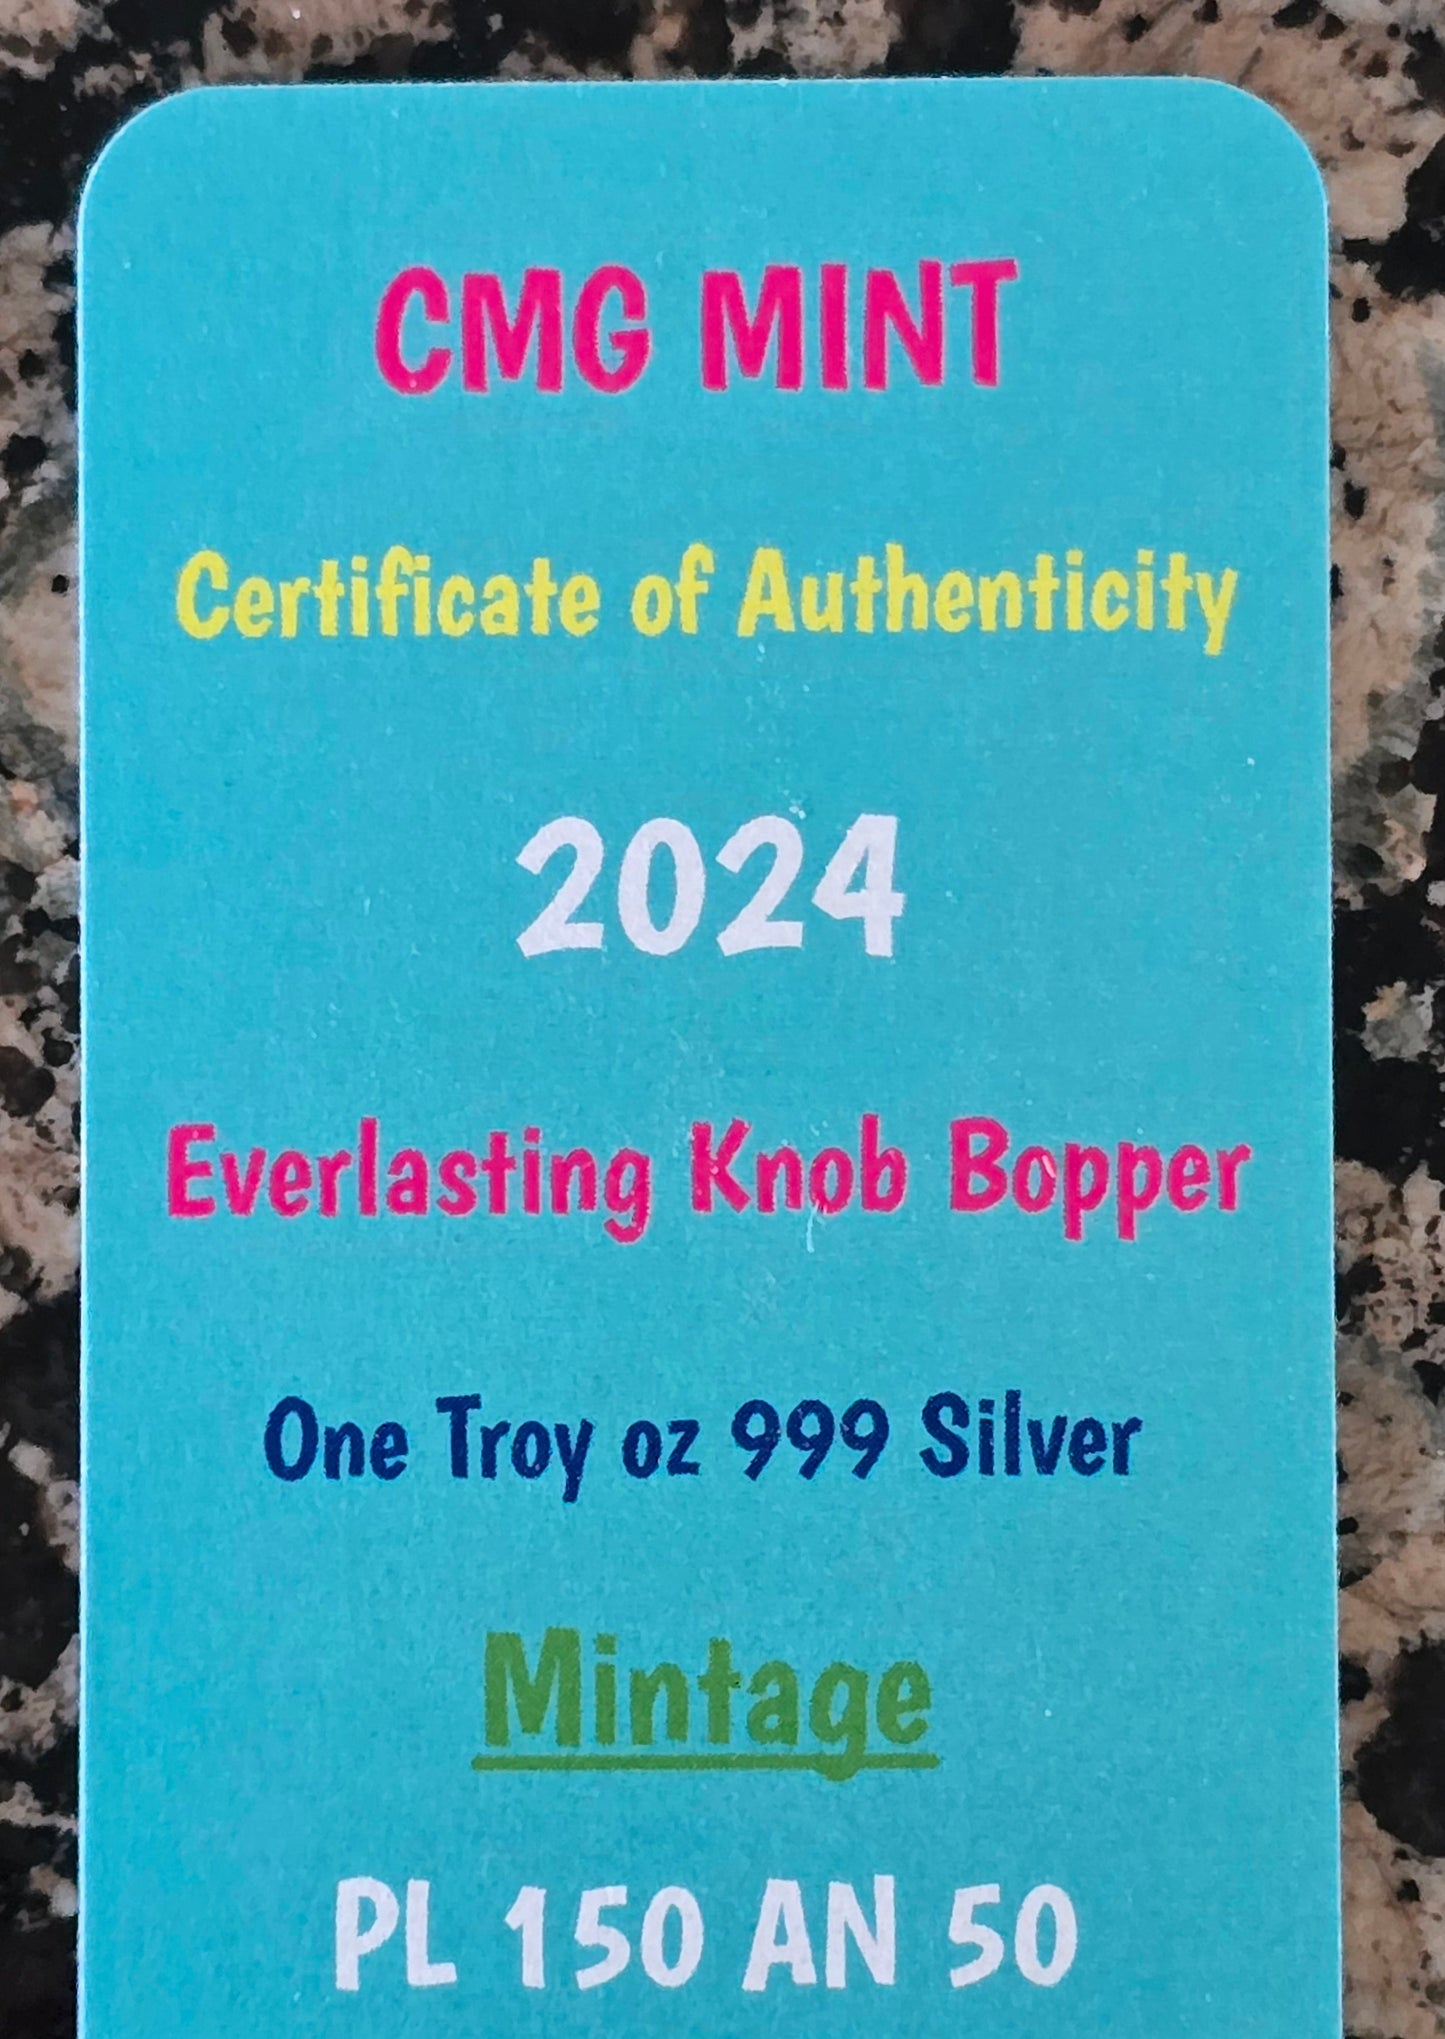 CMG MINT
Certificate of Authenticity
2024
Everlasting Knob Bopper
One Troy oz 999 Silver
Mintage
PL 150 AN 50